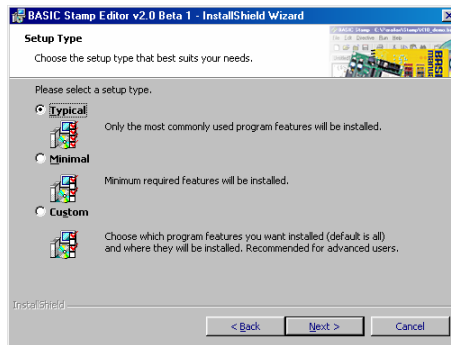 BASIC Stamp Editor v2.0 Beta 1 - InstallShield Wizard
Setup Type
Choose the setup type that best suits your needs.
Please select a setup type.
Typical
Only the most commonly used program features will be installed.
Minimal
Minimum required features will be installed.
Custom
Choose which program features you want installed (default is all)
and where they will be installed. Recommended for advanced users.
InstallShield
< Back
Next >
Cancel